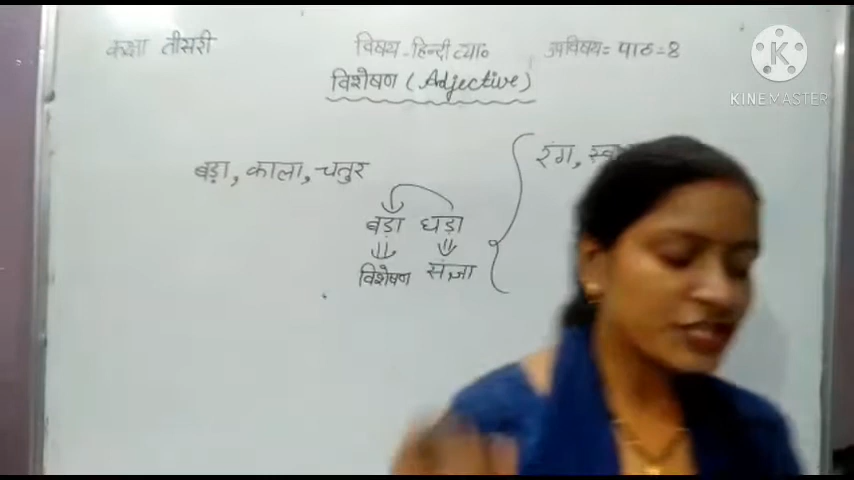 कक्षा तीसरी विषय-हिन्दी व्या० उपविषय= पाठ=8
विशेषण (Adjective)
बड़ा, काला, चतुर
रंग,
बड़ा घड़ा
विशेषण संज्ञा
K
KINEMASTER